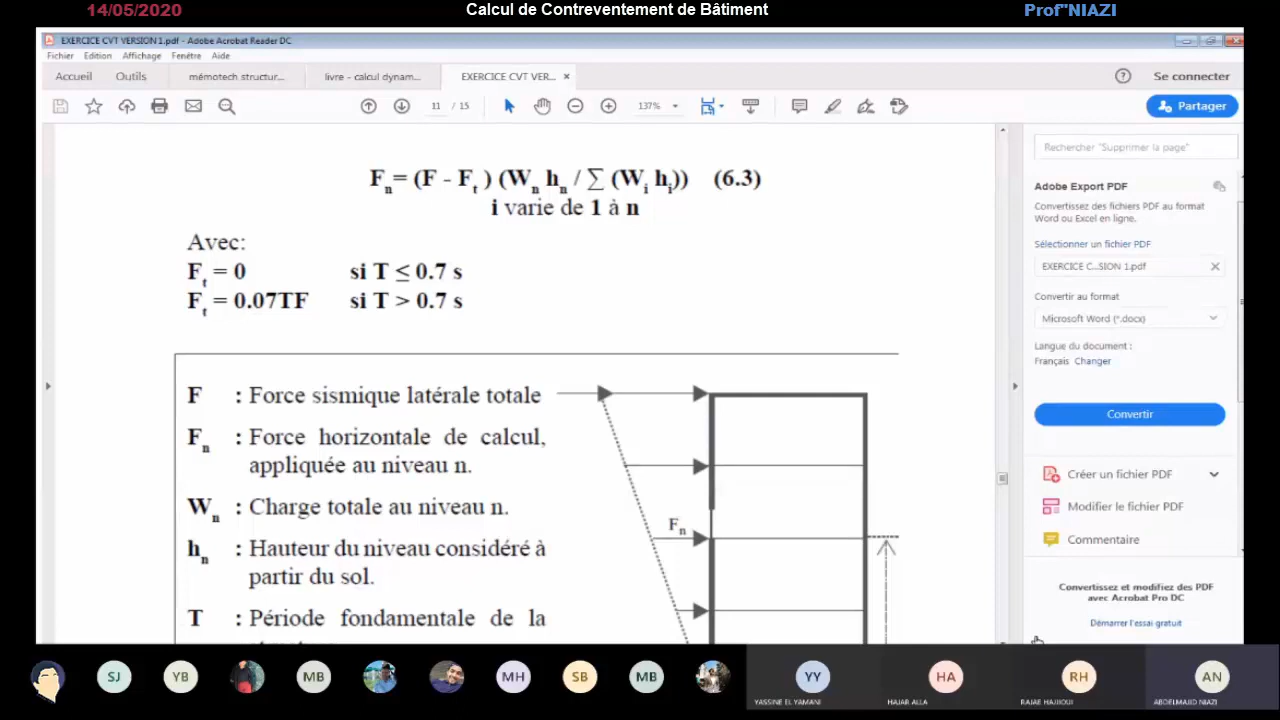 14/05/2020
Calcul de Contreventement de Bâtiment
Prof"NIAZI
EXERCICE CVT VERSION 1.pdf - Adobe Acrobat Reader DC
Fichier Edition Affichage Fenêtre Aide
Accueil Outils mémotech structur... livre - calcul dynam... EXERCICE CVT VER... × Se connecter
11 / 15 137% Partager
Fn= (F - Ft ) (Wn hn / ∑ (Wi hi)) (6.3)
i varie de 1 à n
Avec:
Ft = 0 si T ≤ 0.7 s
Ft = 0.07TF si T > 0.7 s
F : Force sismique latérale totale
Fn : Force horizontale de calcul,
appliquée au niveau n.
Wn : Charge totale au niveau n.
hn : Hauteur du niveau considéré à
partir du sol.
T : Période fondamentale de la
Fn
Rechercher "Supprimer la page"
Adobe Export PDF
Convertissez des fichiers PDF au format
Word ou Excel en ligne.
Sélectionner un fichier PDF
EXERCICE C...SION 1.pdf ×
Convertir au format
Microsoft Word (*.docx)
Langue du document :
Français Changer
Convertir
Créer un fichier PDF
Modifier le fichier PDF
Commentaire
Convertissez et modifiez des PDF
avec Acrobat Pro DC
Démarrer l'essai gratuit
SJ YB MB MH SB MB YY HA RH AN
YASSINE EL YAMANI HAJAR ALLA RAJAE HAJJIOUI ABDELMAJID NIAZI